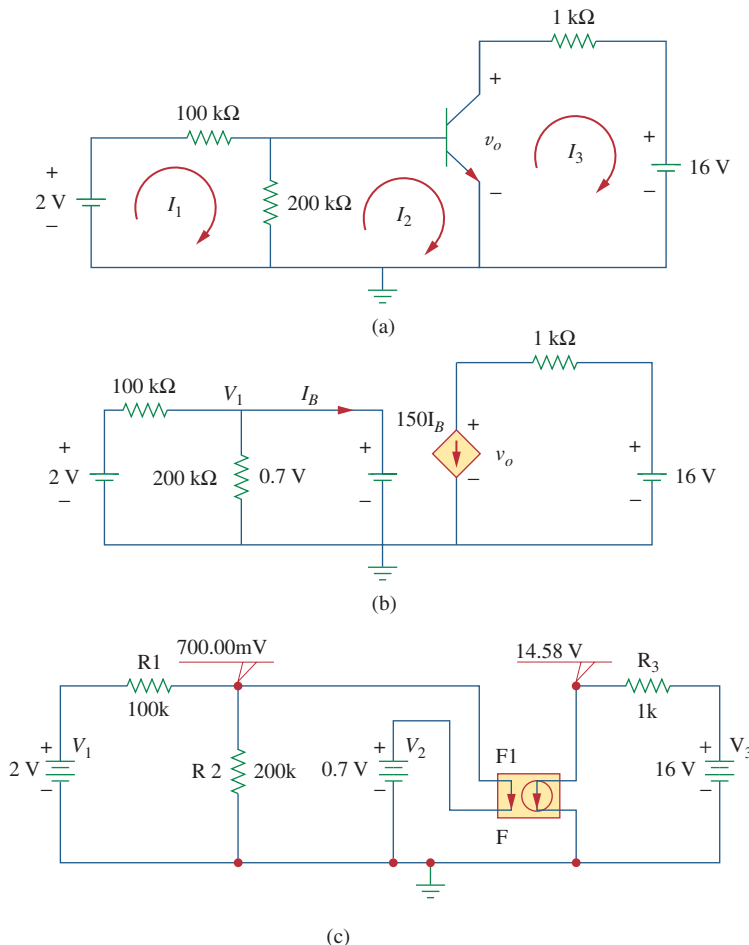 1 kΩ
+
100 kΩ
vo
I3
+
16 V
−
+
2 V
−
I1
200 kΩ
I2
−
(a)
1 kΩ
100 kΩ
V1
IB
150IB
+
vo
−
+
2 V
−
200 kΩ
0.7 V
+
−
+
16 V
−
(b)
700.00mV
14.58 V
R1
100k
R3
1k
+
V1
2 V
−
R 2
200k
+
V2
0.7 V
−
F1
F
+
V3
16 V
−
(c)